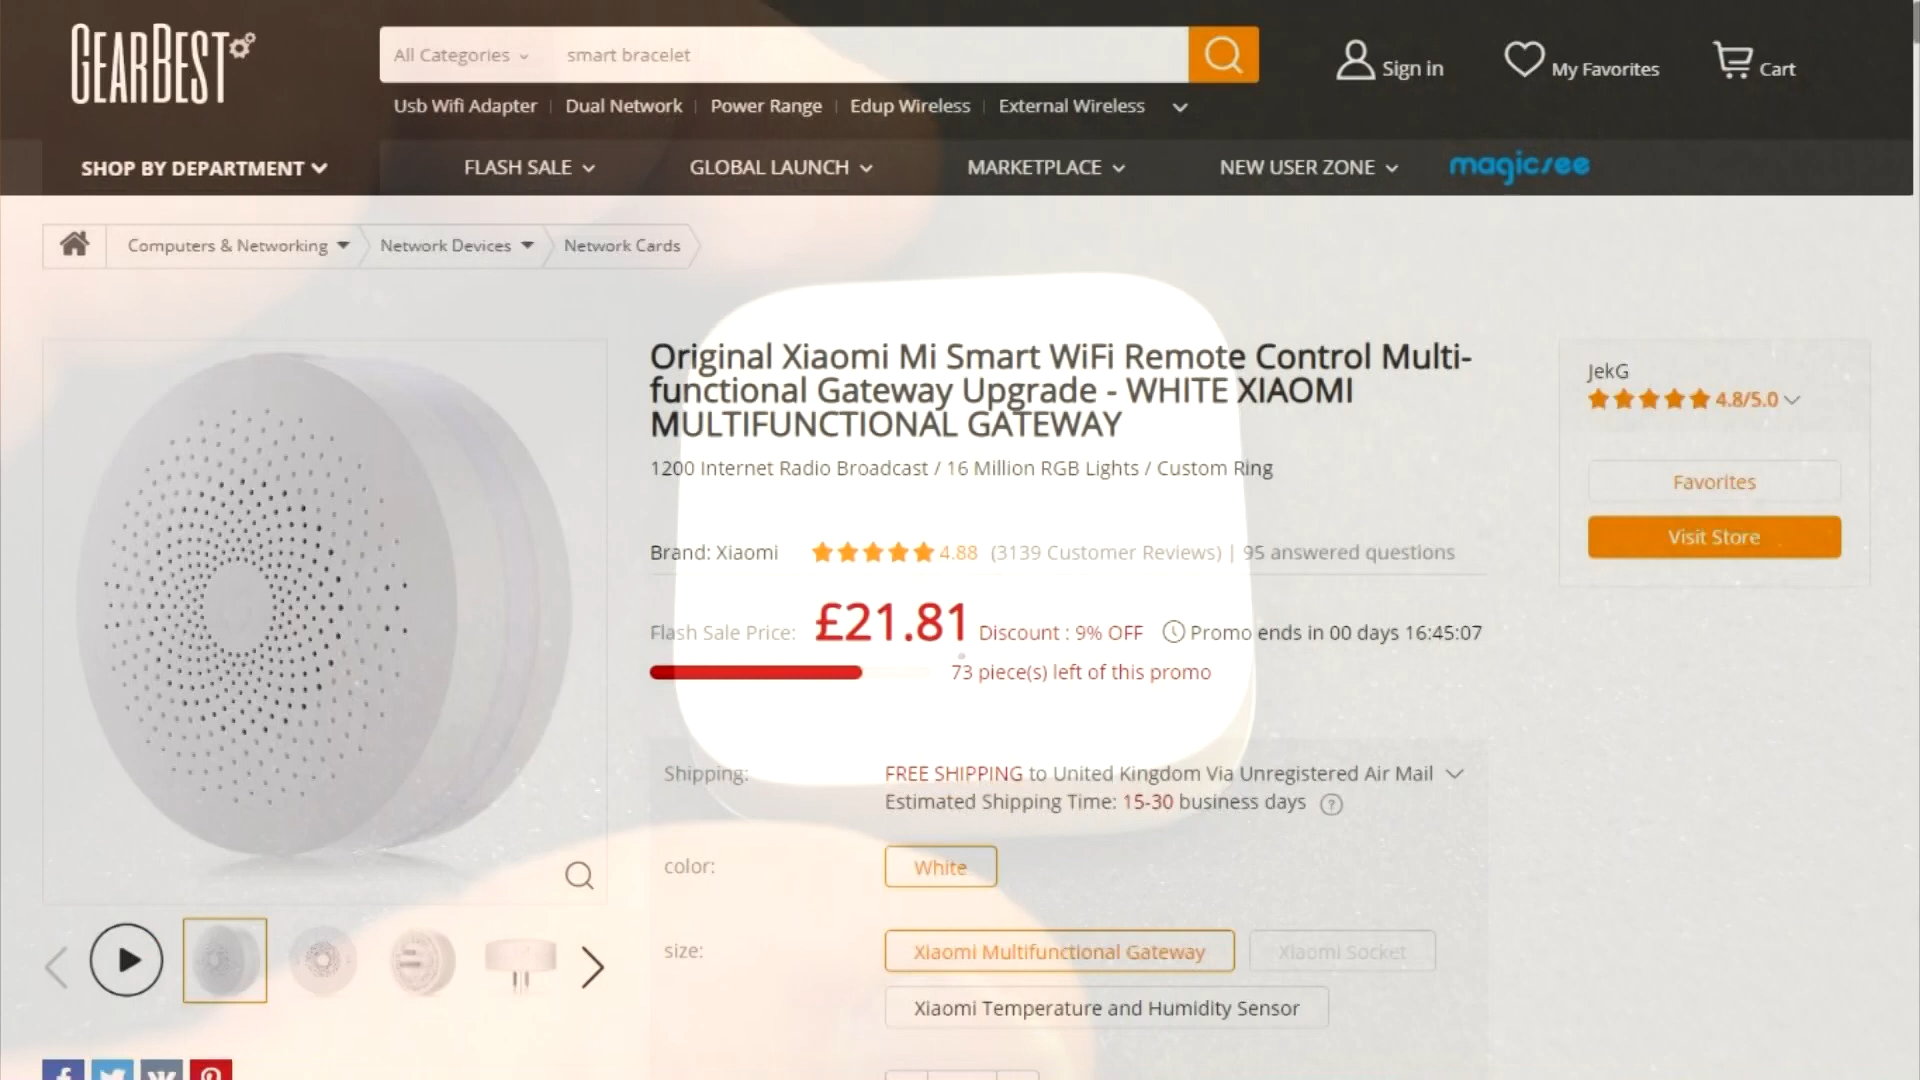 GEARBEST
All Categories smart bracelet
Sign in
My Favorites
Cart
Usb Wifi Adapter | Dual Network | Power Range | Edup Wireless | External Wireless
SHOP BY DEPARTMENT
FLASH SALE
GLOBAL LAUNCH
MARKETPLACE
NEW USER ZONE
magicsee
Computers & Networking
Network Devices
Network Cards
Original Xiaomi Mi Smart WiFi Remote Control Multi-
functional Gateway Upgrade - WHITE XIAOMI
MULTIFUNCTIONAL GATEWAY
1200 Internet Radio Broadcast / 16 Million RGB Lights / Custom Ring
Brand: Xiaomi 4.88 (3139 Customer Reviews) | 95 answered questions
Flash Sale Price: £21.81 Discount : 9% OFF Promo ends in 00 days 16:45:07
73 piece(s) left of this promo
Shipping: FREE SHIPPING to United Kingdom Via Unregistered Air Mail
Estimated Shipping Time: 15-30 business days ?
color: White
size: Xiaomi Multifunctional Gateway Xiaomi Socket
Xiaomi Temperature and Humidity Sensor
JekG
4.8/5.0
Favorites
Visit Store